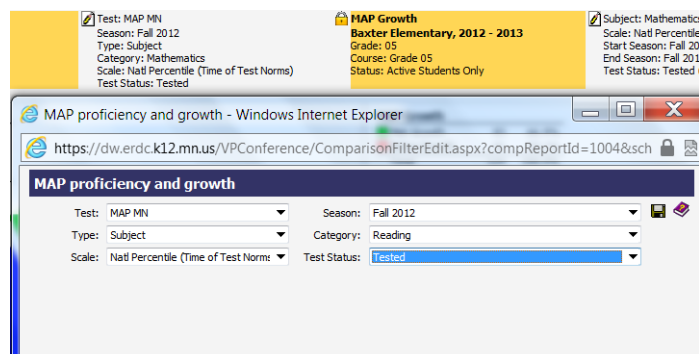 Test: MAP MN
Season: Fall 2012
Type: Subject
Category: Mathematics
Scale: Natl Percentile (Time of Test Norms)
Test Status: Tested
MAP Growth
Baxter Elementary, 2012 - 2013
Grade: 05
Course: Grade 05
Status: Active Students Only
Subject: Mathematics
Scale: Natl Percentile
Start Season: Fall 20
End Season: Fall 201
Test Status: Tested
MAP proficiency and growth - Windows Internet Explorer
https://dw.erdc.k12.mn.us/VPConference/ComparisonFilterEdit.aspx?compReportId=1004&sch
MAP proficiency and growth
Test: MAP MN Season: Fall 2012
Type: Subject Category: Reading
Scale: Natl Percentile (Time of Test Norms Test Status: Tested